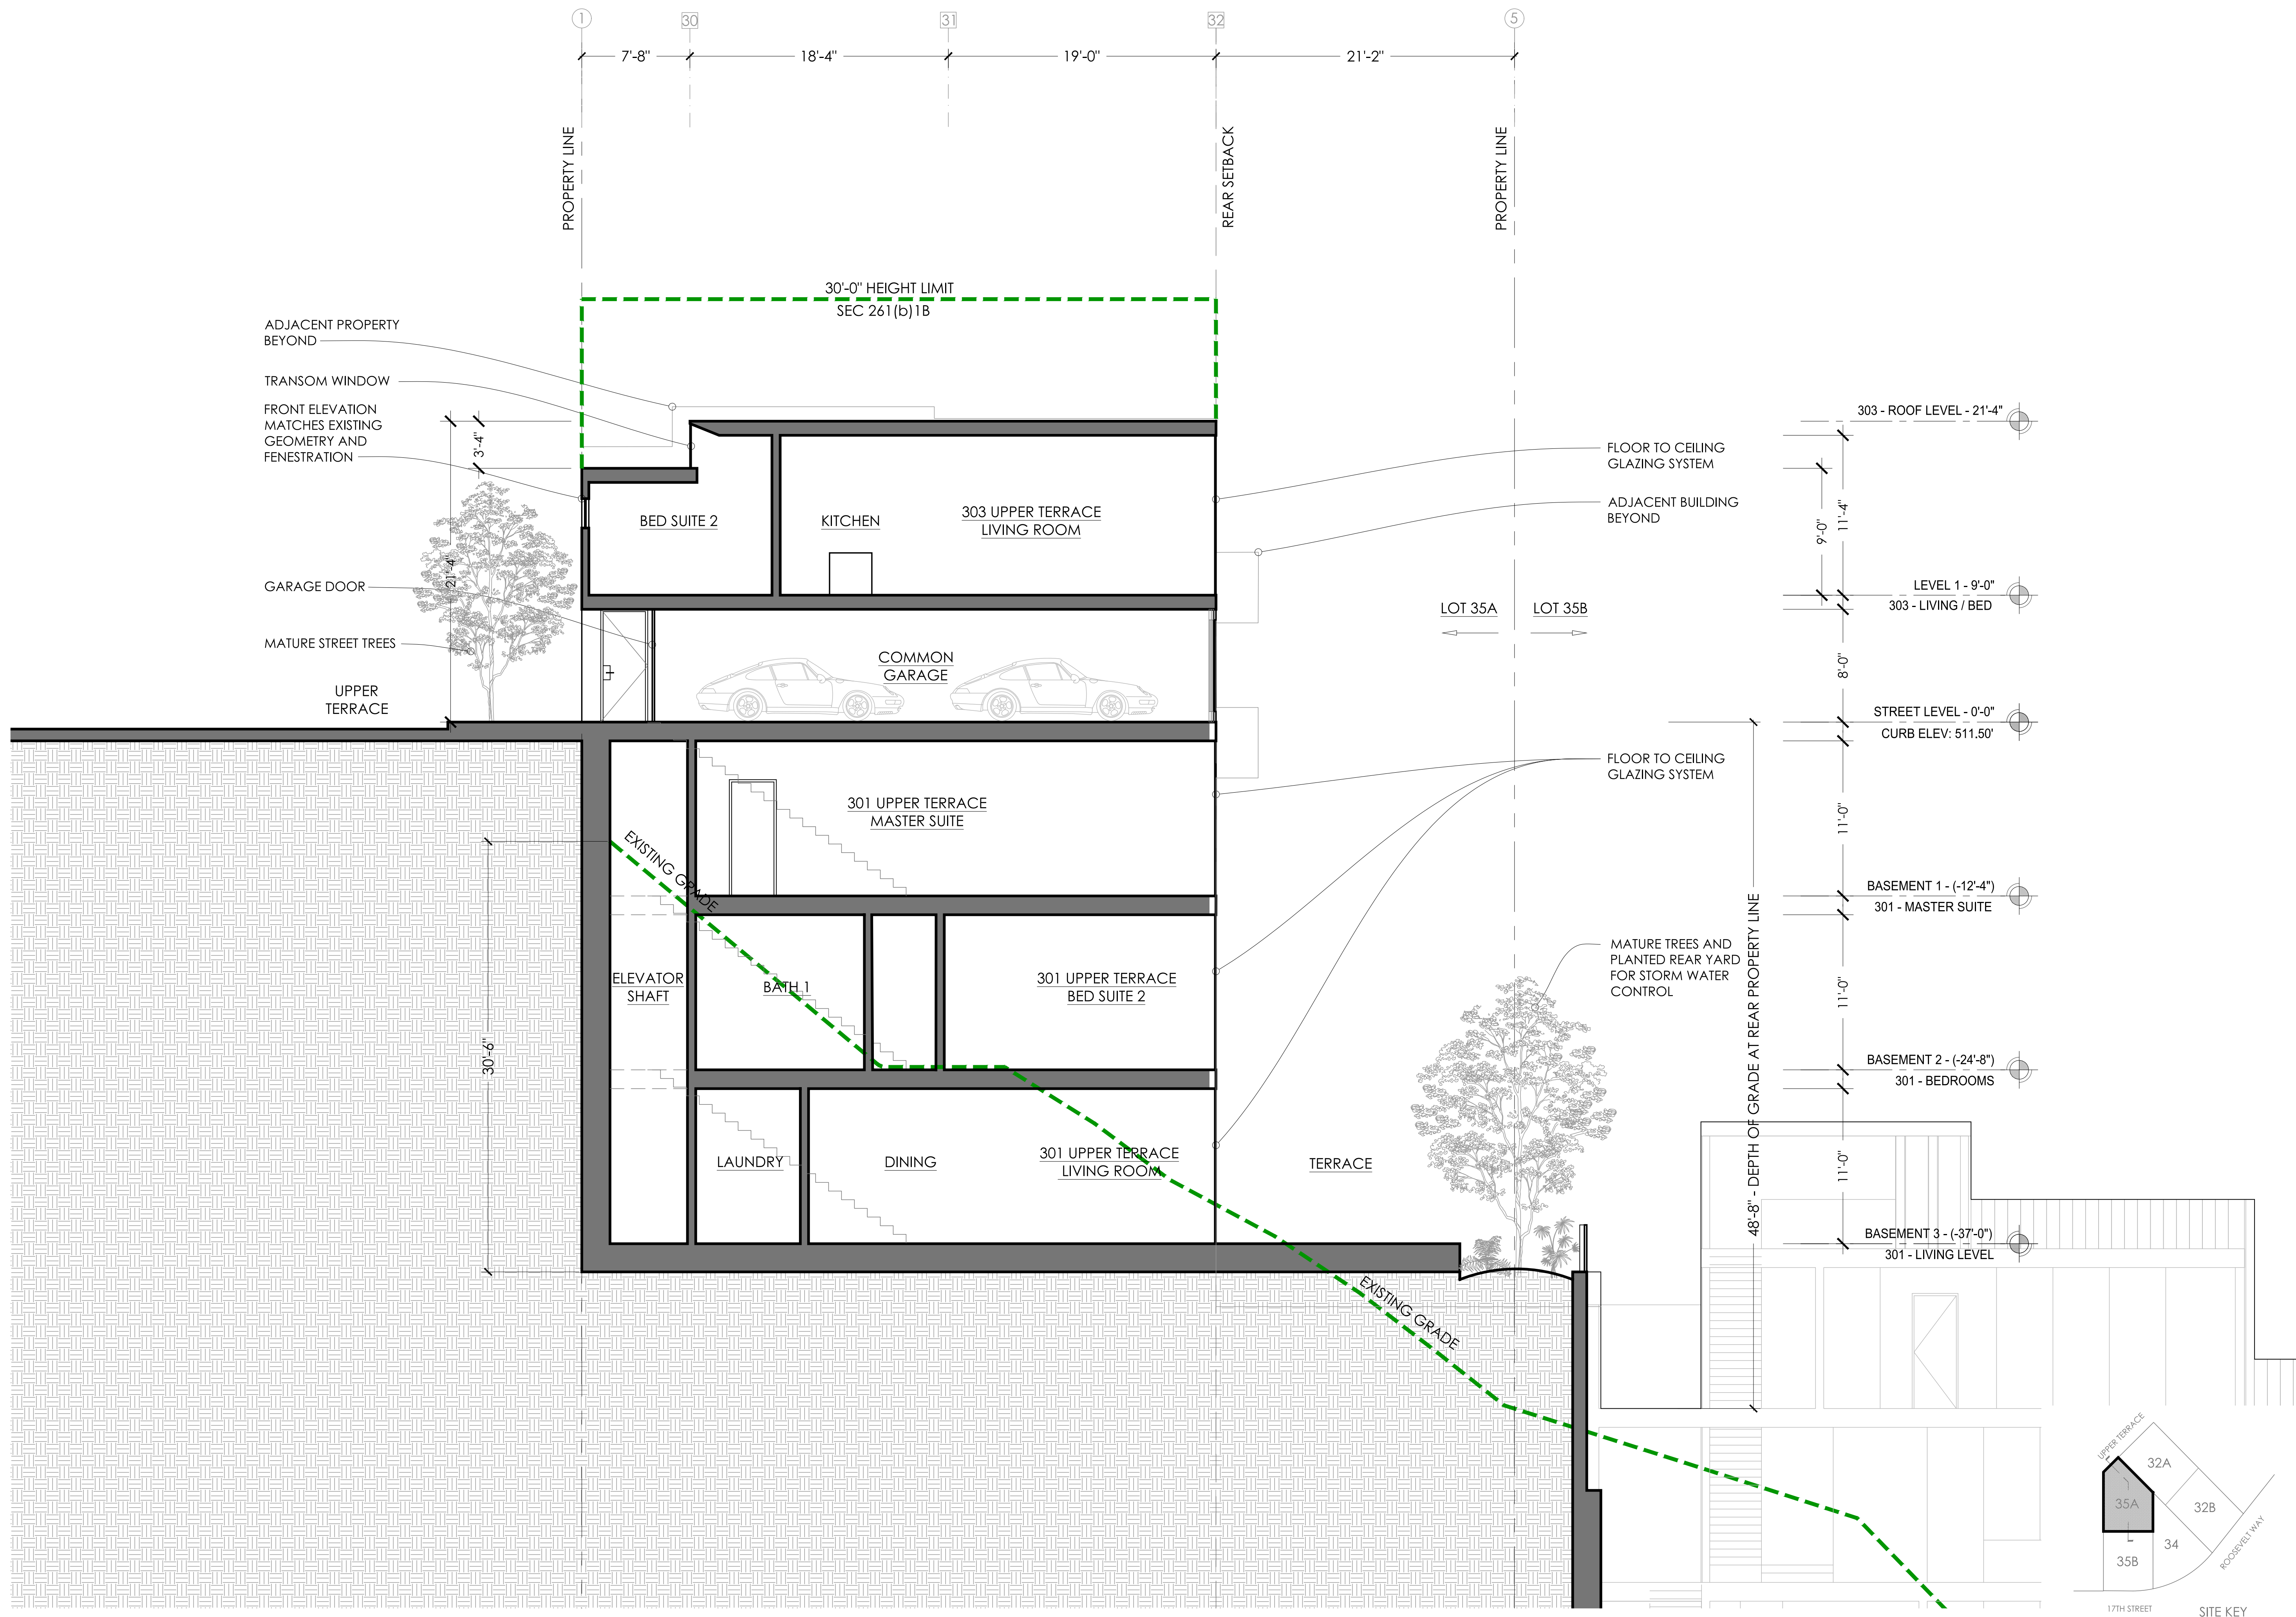 1
30
31
32
5
7'-8"
18'-4"
19'-0"
21'-2"
PROPERTY LINE
REAR SETBACK
PROPERTY LINE
30'-0" HEIGHT LIMIT
SEC 261(b)1B
ADJACENT PROPERTY
BEYOND
TRANSOM WINDOW
FRONT ELEVATION
MATCHES EXISTING
GEOMETRY AND
FENESTRATION
3'-4"
21'-4"
GARAGE DOOR
MATURE STREET TREES
UPPER
TERRACE
BED SUITE 2
KITCHEN
303 UPPER TERRACE
LIVING ROOM
COMMON
GARAGE
FLOOR TO CEILING
GLAZING SYSTEM
ADJACENT BUILDING
BEYOND
LOT 35A
LOT 35B
303 - ROOF LEVEL - 21'-4"
11'-4"
9'-0"
LEVEL 1 - 9'-0"
303 - LIVING / BED
8'-0"
STREET LEVEL - 0'-0"
CURB ELEV: 511.50'
FLOOR TO CEILING
GLAZING SYSTEM
301 UPPER TERRACE
MASTER SUITE
EXISTING GRADE
11'-0"
BASEMENT 1 - (-12'-4")
301 - MASTER SUITE
30'-6"
ELEVATOR
SHAFT
BATH 1
301 UPPER TERRACE
BED SUITE 2
MATURE TREES AND
PLANTED REAR YARD
FOR STORM WATER
CONTROL
48'-8" - DEPTH OF GRADE AT REAR PROPERTY LINE
11'-0"
BASEMENT 2 - (-24'-8")
301 - BEDROOMS
LAUNDRY
DINING
301 UPPER TERRACE
LIVING ROOM
TERRACE
11'-0"
BASEMENT 3 - (-37'-0")
301 - LIVING LEVEL
EXISTING GRADE
UPPER TERRACE
32A
35A
32B
34
35B
ROOSEVELT WAY
17TH STREET
SITE KEY